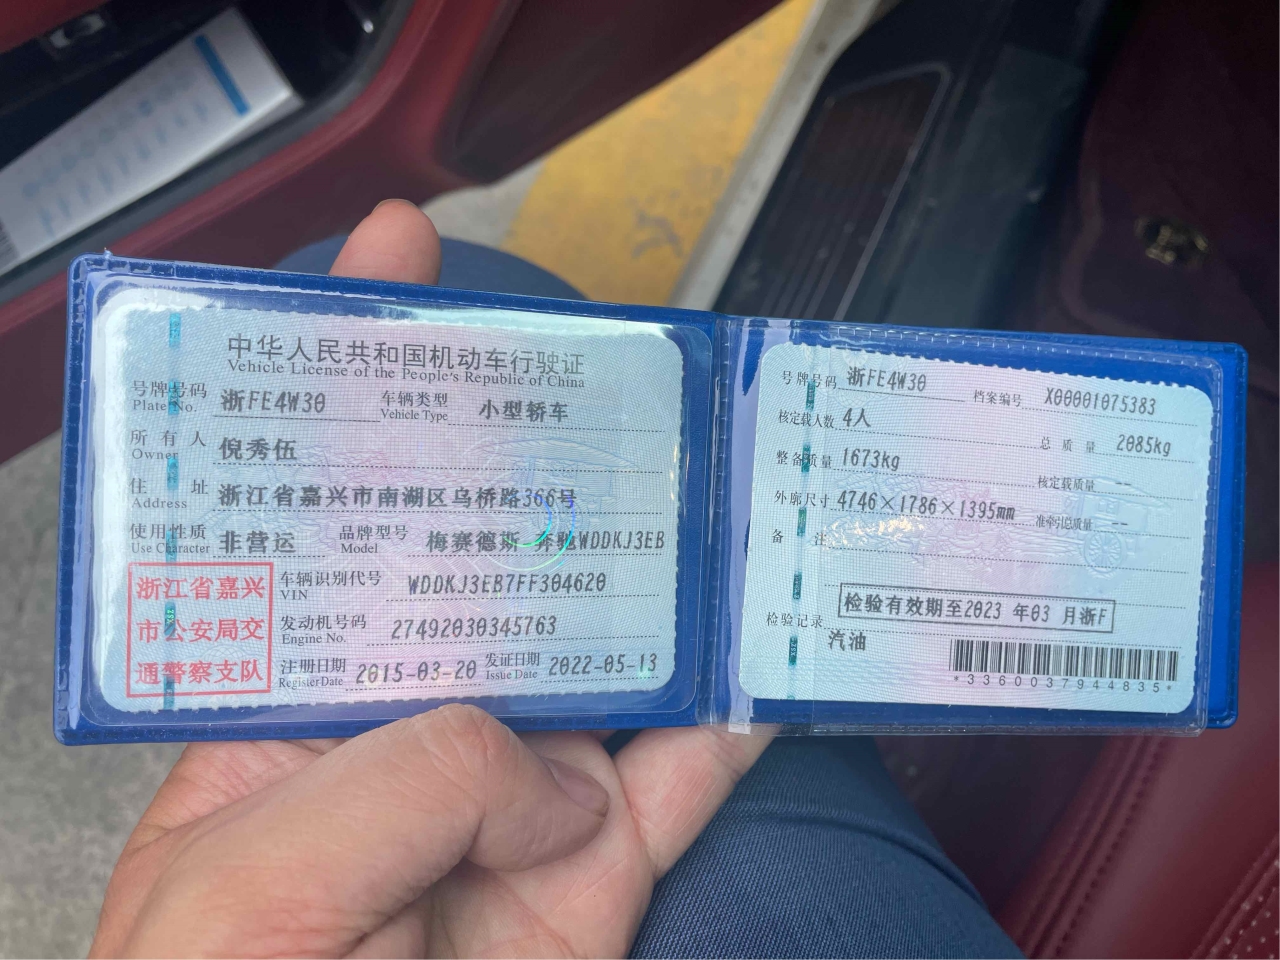 中华人民共和国机动车行驶证
Vehicle License of the People's Republic of China
号牌号码 浙FE4W30 车辆类型 小型轿车
Plate No. Vehicle Type
所有人 倪秀伍
Owner
住址 浙江省嘉兴市南湖区乌桥路366号
Address
使用性质 非营运 品牌型号 梅赛德斯-奔驰WDDKJ3EB
Use Character Model
浙江省嘉兴
市公安局交
通警察支队
车辆识别代号 WDDKJ3EB7FF304620
VIN
发动机号码 27492030345763
Engine No.
注册日期 2015-03-20 发证日期 2022-05-13
Register Date Issue Date
号牌号码 浙FE4W30 档案编号 X00001075383
核定载人数 4人 总质量 2085kg
整备质量 1673kg 核定载质量 --
外廓尺寸 4746×1786×1395mm 准牵引总质量 --
备注
检验有效期至2023 年03 月浙F
检验记录
汽油
*3360037944835*